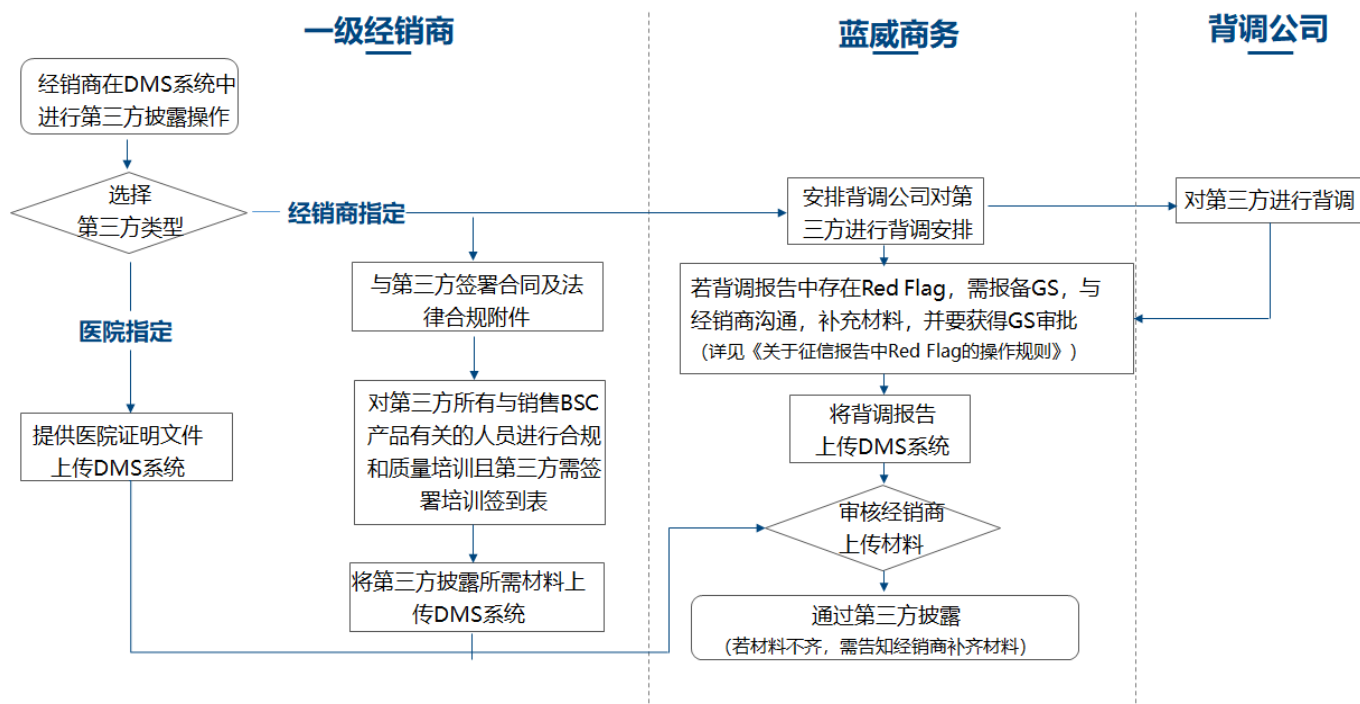 一级经销商
蓝威商务
背调公司
经销商在DMS系统中
进行第三方披露操作
选择
第三方类型
经销商指定
安排背调公司对第
三方进行背调安排
对第三方进行背调
与第三方签署合同及法
律合规附件
若背调报告中存在Red Flag，需报备GS，与
经销商沟通，补充材料，并要获得GS审批
（详见《关于征信报告中Red Flag的操作规则》）
医院指定
对第三方所有与销售BSC
产品有关的人员进行合规
和质量培训且第三方需签
署培训签到表
将背调报告
上传DMS系统
提供医院证明文件
上传DMS系统
审核经销商
上传材料
将第三方披露所需材料上
传DMS系统
通过第三方披露
（若材料不齐，需告知经销商补齐材料）